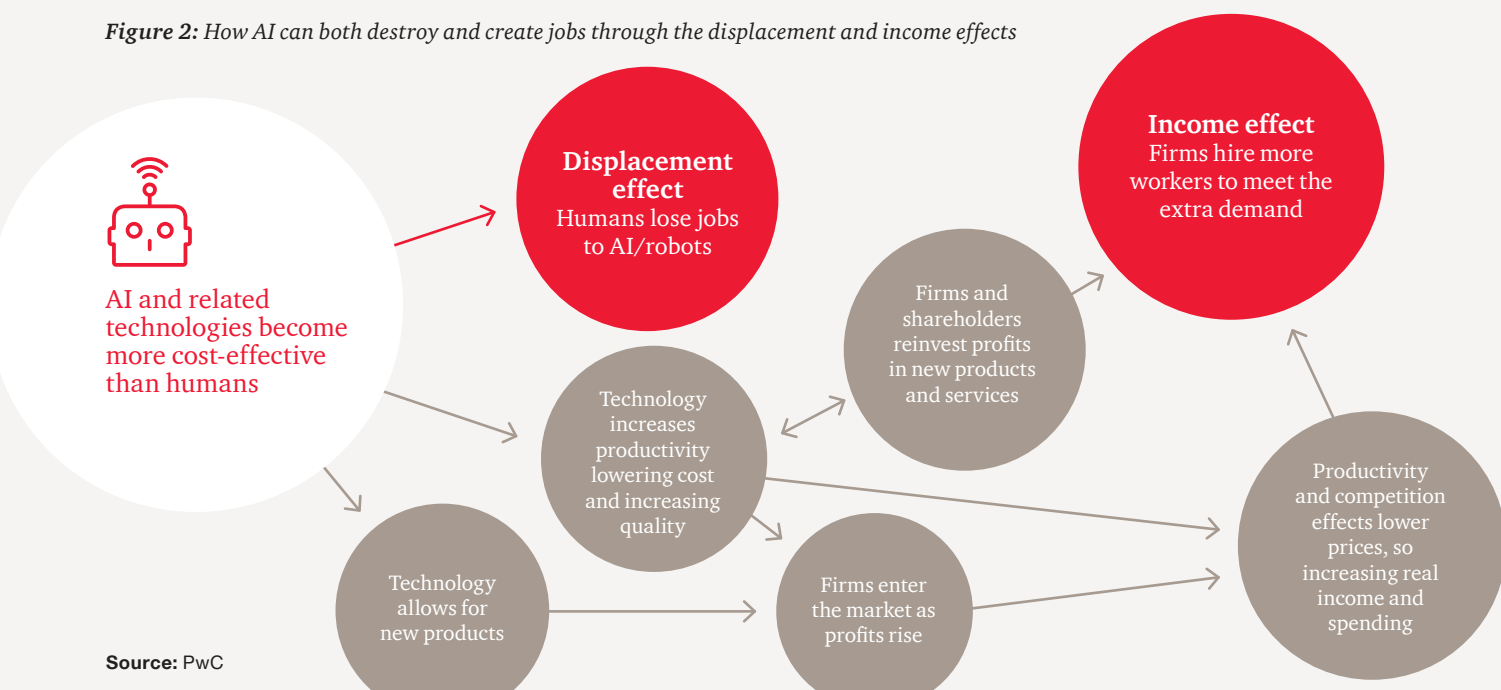 Figure 2: How AI can both destroy and create jobs through the displacement and income effects
AI and related
technologies become
more cost-effective
than humans
Displacement
effect
Humans lose jobs
to AI/robots
Income effect
Firms hire more
workers to meet the
extra demand
Firms and
shareholders
reinvest profits
in new products
and services
Technology
increases
productivity
lowering cost
and increasing
quality
Productivity
and competition
effects lower
prices, so
increasing real
income and
spending
Technology
allows for
new products
Firms enter
the market as
profits rise
Source: PwC